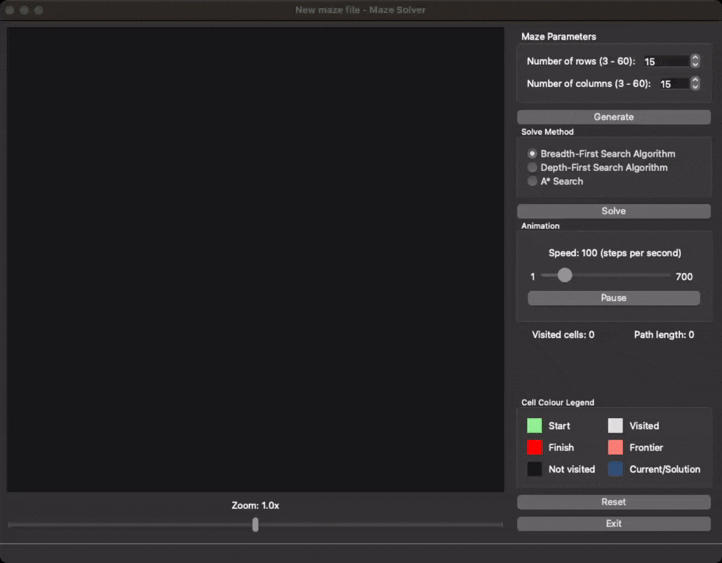 New maze file - Maze Solver
Maze Parameters
Number of rows (3 - 60): 15
Number of columns (3 - 60): 15
Generate
Solve Method
Breadth-First Search Algorithm
Depth-First Search Algorithm
A* Search
Solve
Animation
Speed: 100 (steps per second)
1 700
Pause
Visited cells: 0 Path length: 0
Cell Colour Legend
Start Visited
Finish Frontier
Not visited Current/Solution
Zoom: 1.0x
Reset
Exit